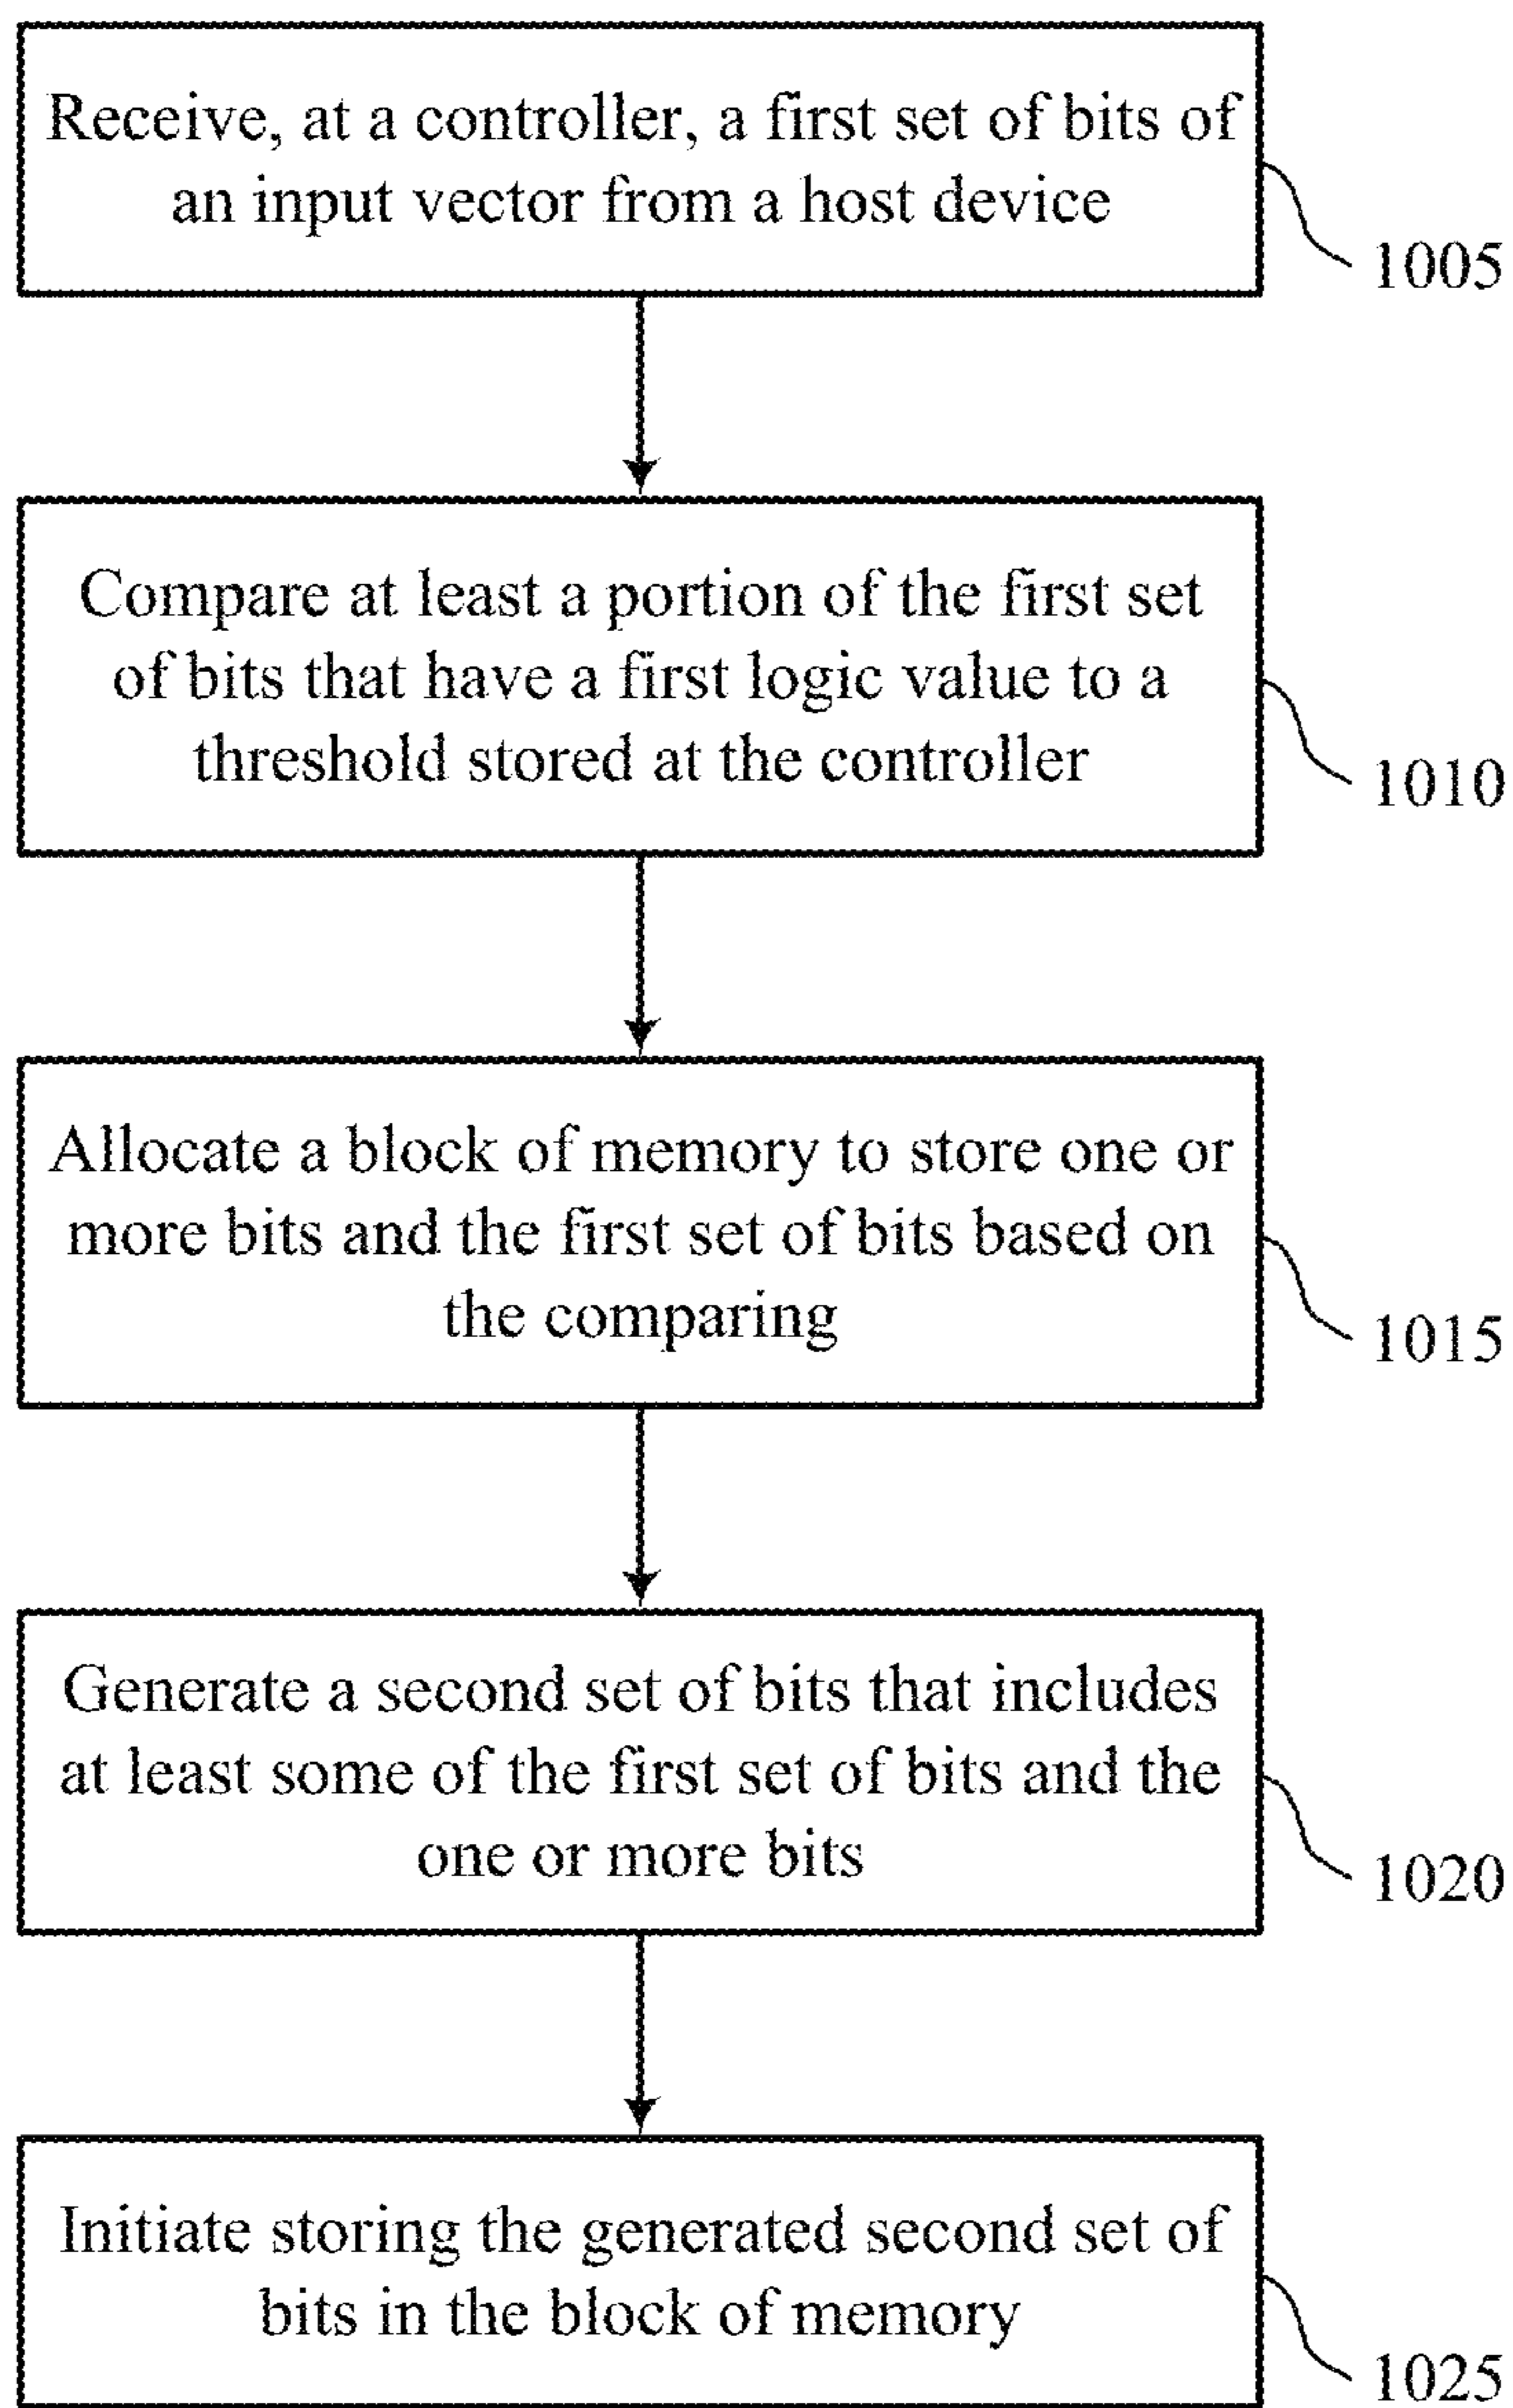 Receive, at a controller, a first set of bits of
an input vector from a host device
1005
Compare at least a portion of the first set
of bits that have a first logic value to a
threshold stored at the controller
1010
Allocate a block of memory to store one or
more bits and the first set of bits based on
the comparing
1015
Generate a second set of bits that includes
at least some of the first set of bits and the
one or more bits
1020
Initiate storing the generated second set of
bits in the block of memory
1025